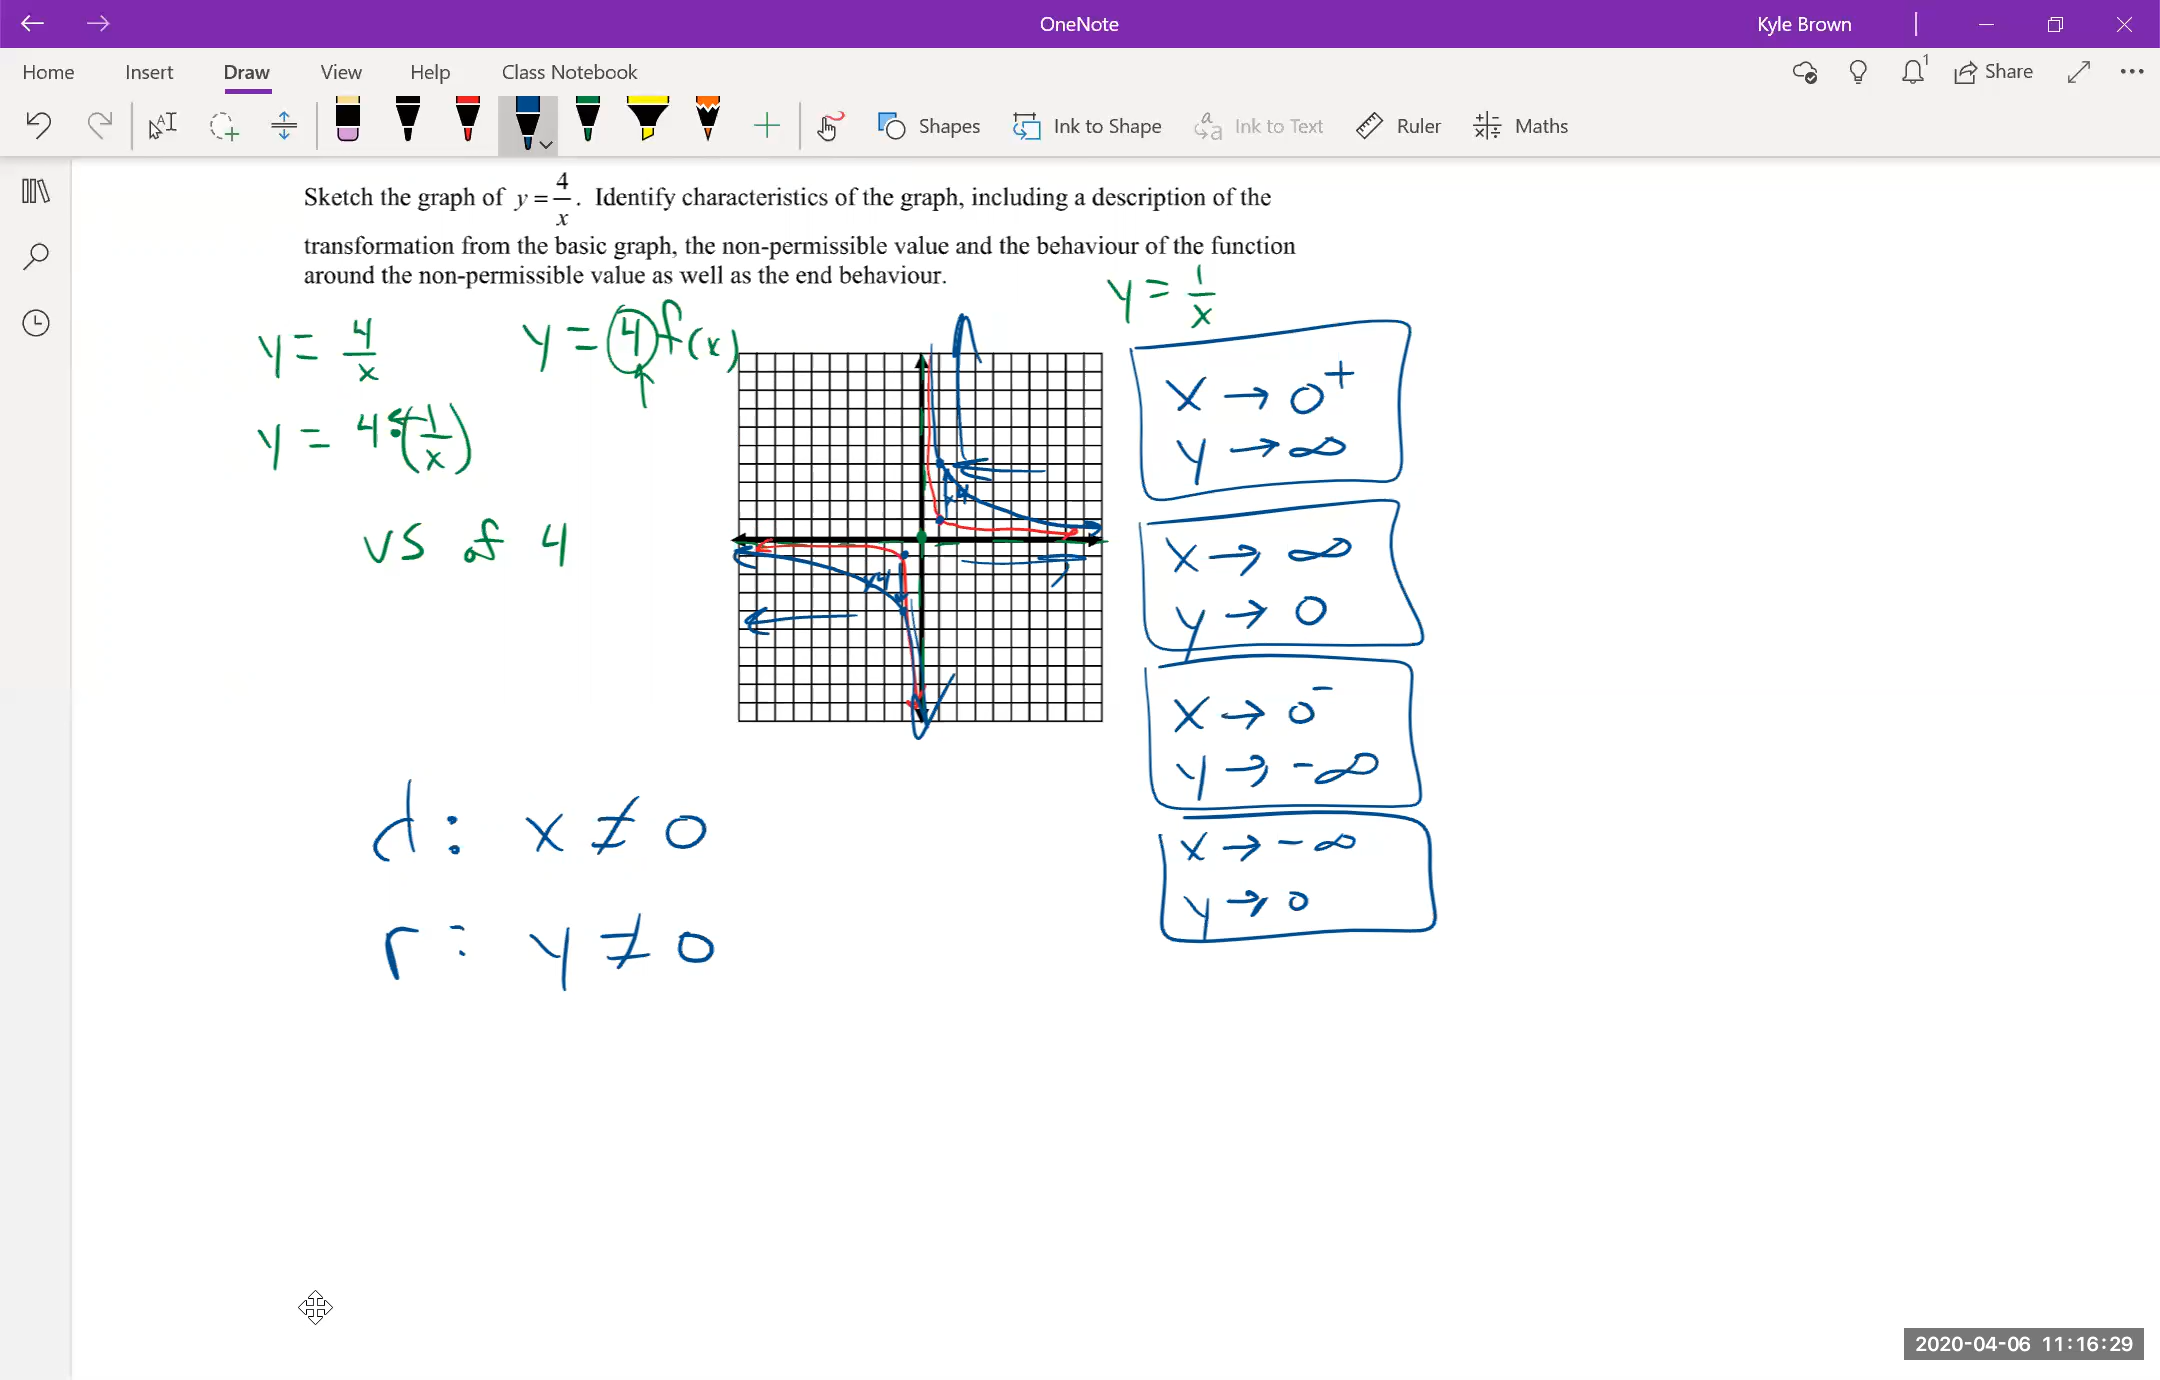 OneNote
Kyle Brown
Home Insert Draw View Help Class Notebook
1
Share
Shapes Ink to Shape Ink to Text Ruler Maths
Sketch the graph of y = 4/x. Identify characteristics of the graph, including a description of the
transformation from the basic graph, the non-permissible value and the behaviour of the function
around the non-permissible value as well as the end behaviour.
y = 4/x
y = 4·(1/x)
vs of 4
y = 4f(x)
x4
x4
y = 1/x
x → 0⁺
y → ∞
x → ∞
y → 0
x → 0⁻
y → -∞
x → -∞
y → 0
d: x ≠ 0
r: y ≠ 0
2020-04-06 11:16:29